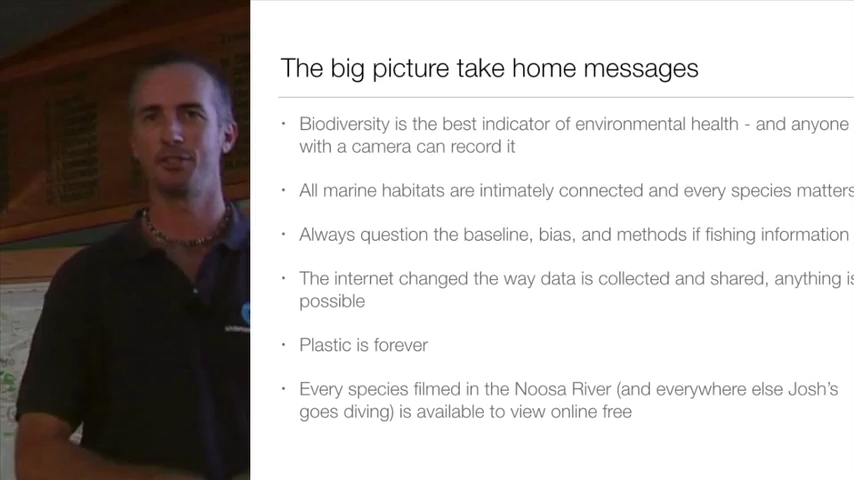 The big picture take home messages
· Biodiversity is the best indicator of environmental health - and anyone
with a camera can record it
· All marine habitats are intimately connected and every species matters
· Always question the baseline, bias, and methods if fishing information
· The internet changed the way data is collected and shared, anything is
possible
· Plastic is forever
· Every species filmed in the Noosa River (and everywhere else Josh's
goes diving) is available to view online free